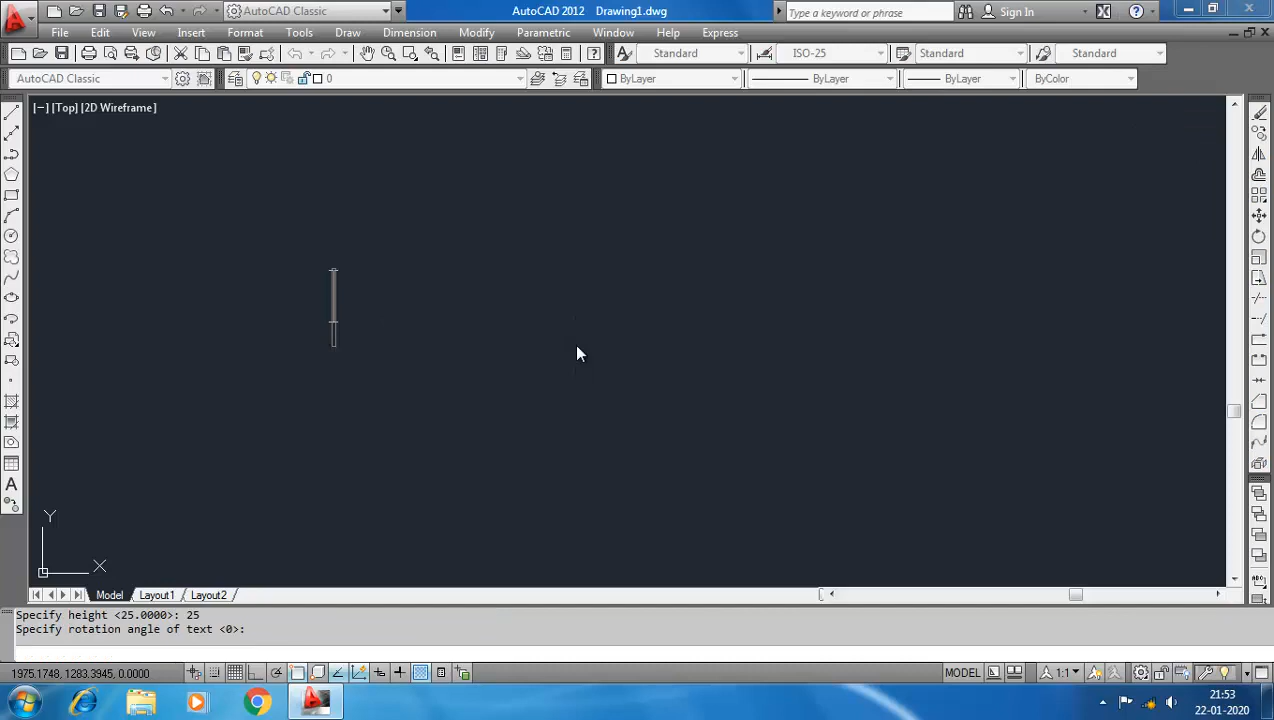 AutoCAD Classic
AutoCAD 2012 Drawing1.dwg
Type a keyword or phrase
Sign In
File Edit View Insert Format Tools Draw Dimension Modify Parametric Window Help Express
Standard ISO-25 Standard Standard
AutoCAD Classic 0 ByLayer ByLayer ByLayer ByColor
[−] [Top] [2D Wireframe]
A
Y
X
Model Layout1 Layout2
Specify height <25.0000>: 25
Specify rotation angle of text <0>:
1975.1748, 1283.3945, 0.0000 MODEL 1:1
21:53
22-01-2020